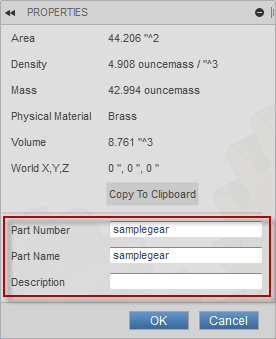 PROPERTIES
Area 44.206 "^2
Density 4.908 ouncemass / "^3
Mass 42.994 ouncemass
Physical Material Brass
Volume 8.761 "^3
World X,Y,Z 0 ", 0 ", 0 "
Copy To Clipboard
Part Number samplegear
Part Name samplegear
Description
OK Cancel